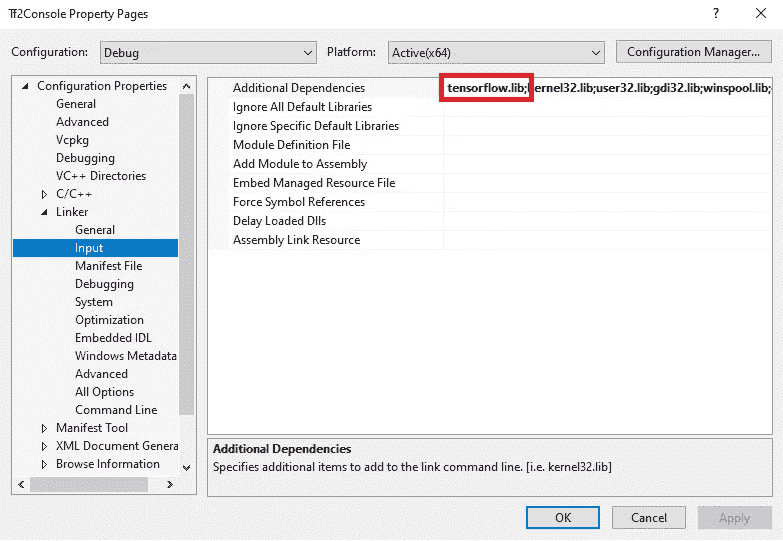 Tf2Console Property Pages
Configuration: Debug Platform: Active(x64) Configuration Manager...
Configuration Properties
General
Advanced
Vcpkg
Debugging
VC++ Directories
C/C++
Linker
General
Input
Manifest File
Debugging
System
Optimization
Embedded IDL
Windows Metadata
Advanced
All Options
Command Line
Manifest Tool
XML Document Genera
Browse Information
Additional Dependencies tensorflow.lib;kernel32.lib;user32.lib;gdi32.lib;winspool.lib;
Ignore All Default Libraries
Ignore Specific Default Libraries
Module Definition File
Add Module to Assembly
Embed Managed Resource File
Force Symbol References
Delay Loaded Dlls
Assembly Link Resource
Additional Dependencies
Specifies additional items to add to the link command line. [i.e. kernel32.lib]
OK Cancel Apply